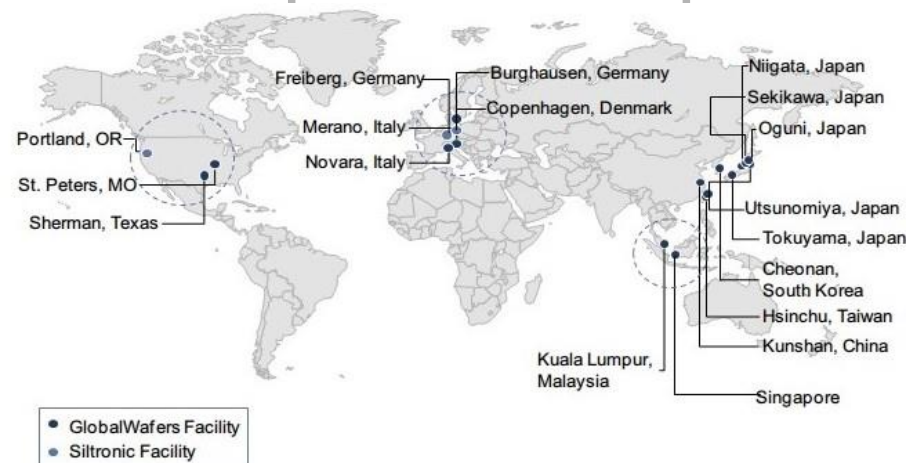 Freiberg, Germany
Burghausen, Germany
Niigata, Japan
Sekikawa, Japan
Copenhagen, Denmark
Portland, OR
Merano, Italy
Oguni, Japan
Novara, Italy
St. Peters, MO
Utsunomiya, Japan
Sherman, Texas
Tokuyama, Japan
Cheonan,
South Korea
Hsinchu, Taiwan
Kunshan, China
Kuala Lumpur,
Malaysia
Singapore
GlobalWafers Facility
Siltronic Facility